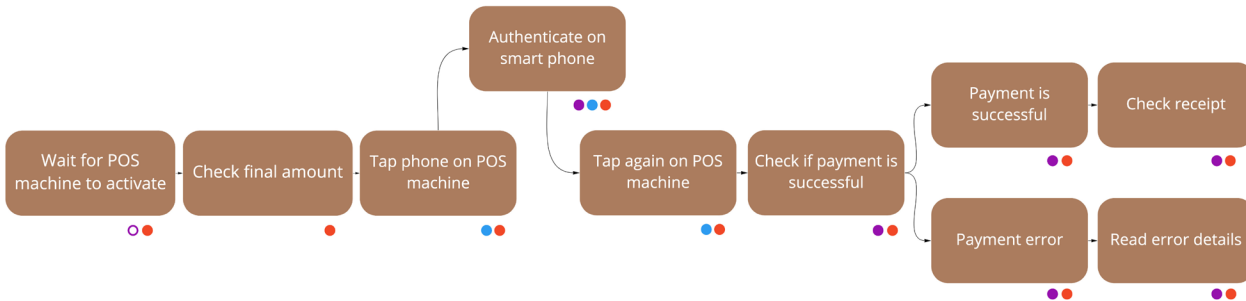 Authenticate on
smart phone
Wait for POS
machine to activate
Check final amount
Tap phone on POS
machine
Tap again on POS
machine
Check if payment is
successful
Payment is
successful
Check receipt
Payment error
Read error details